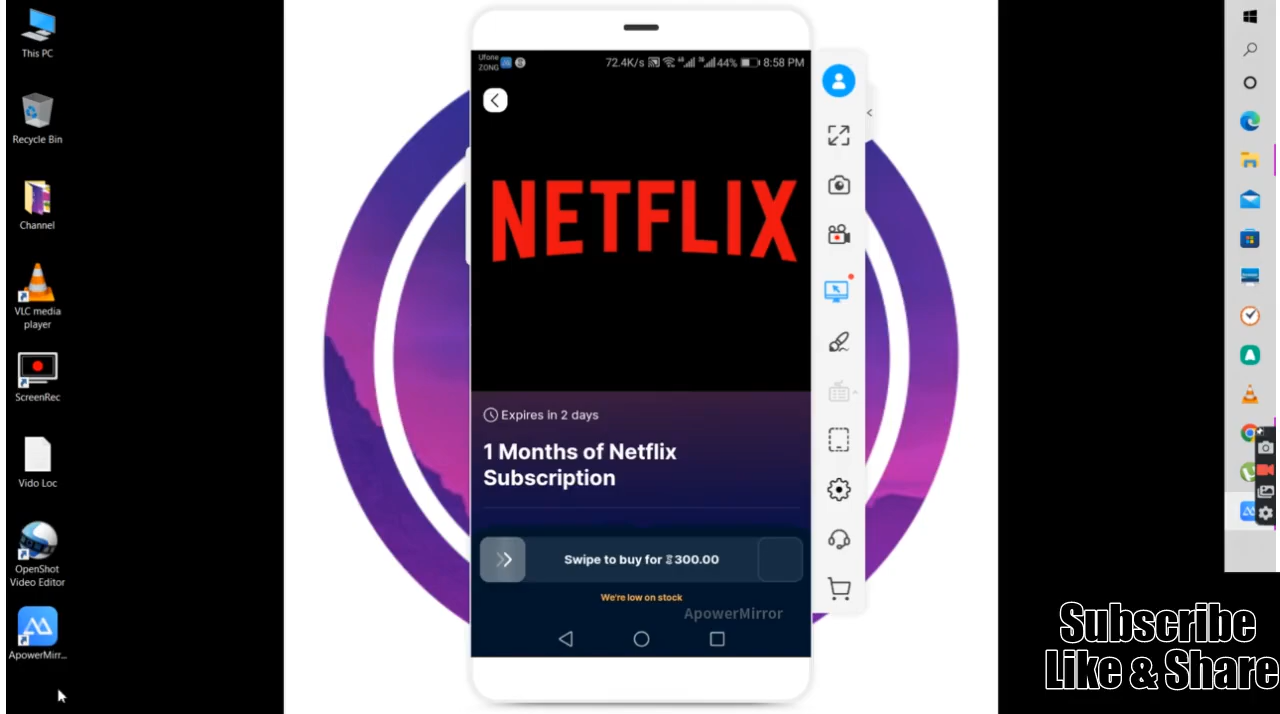 This PC
Recycle Bin
Channel
VLC media
player
ScreenRec
Vido Loc
OpenShot
Video Editor
ApowerMirr...
Ufone
ZONG
72.4K/s
44%
8:58 PM
NETFLIX
Expires in 2 days
1 Months of Netflix
Subscription
Swipe to buy for 300.00
We're low on stock
ApowerMirror
Subscribe
Like & Share